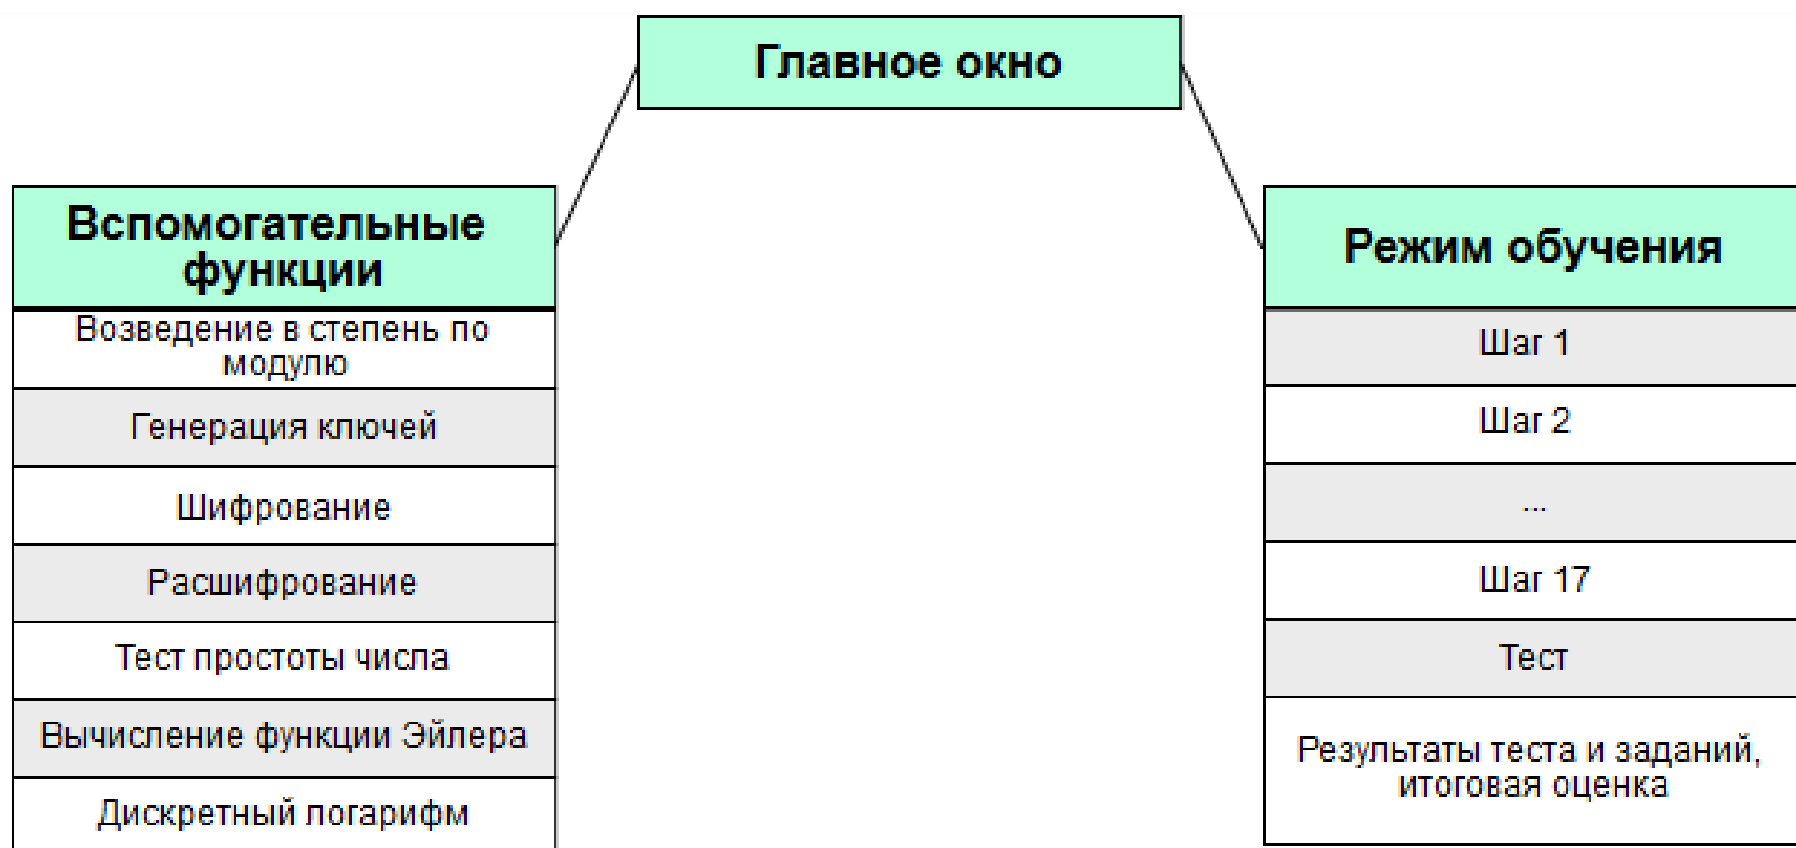 Главное окно
Вспомогательные
функции
Возведение в степень по
модулю
Генерация ключей
Шифрование
Расшифрование
Тест простоты числа
Вычисление функции Эйлера
Дискретный логарифм
Режим обучения
Шаг 1
Шаг 2
...
Шаг 17
Тест
Результаты теста и заданий,
итоговая оценка